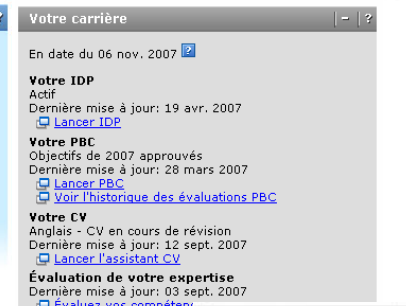 ?
Votre carrière – ?
En date du 06 nov. 2007 ?
Votre IDP
Actif
Dernière mise à jour: 19 avr. 2007
Lancer IDP
Votre PBC
Objectifs de 2007 approuvés
Dernière mise à jour: 28 mars 2007
Lancer PBC
Voir l'historique des évaluations PBC
Votre CV
Anglais - CV en cours de révision
Dernière mise à jour: 12 sept. 2007
Lancer l'assistant CV
Évaluation de votre expertise
Dernière mise à jour: 03 sept. 2007
Évaluez vos